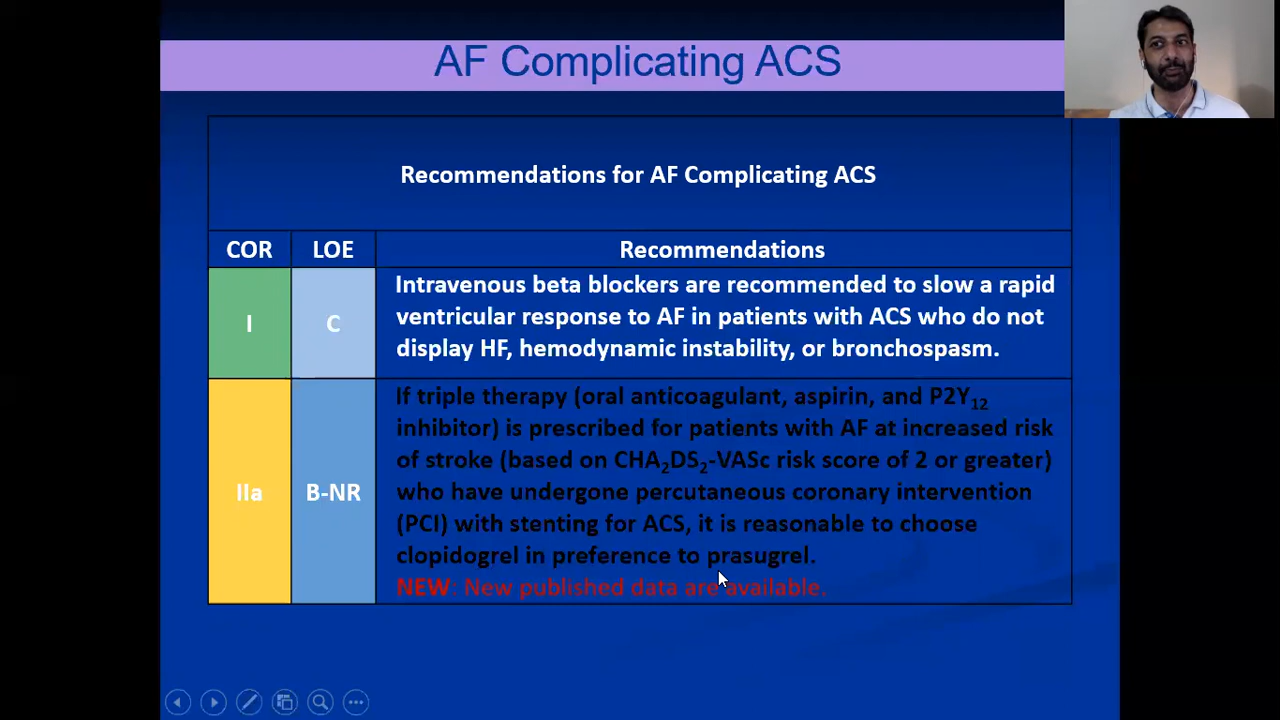 AF Complicating ACS
Recommendations for AF Complicating ACS
COR LOE Recommendations
I C
Intravenous beta blockers are recommended to slow a rapid
ventricular response to AF in patients with ACS who do not
display HF, hemodynamic instability, or bronchospasm.
IIa B-NR
If triple therapy (oral anticoagulant, aspirin, and P2Y₁₂
inhibitor) is prescribed for patients with AF at increased risk
of stroke (based on CHA₂DS₂-VASc risk score of 2 or greater)
who have undergone percutaneous coronary intervention
(PCI) with stenting for ACS, it is reasonable to choose
clopidogrel in preference to prasugrel.
NEW: New published data are available.